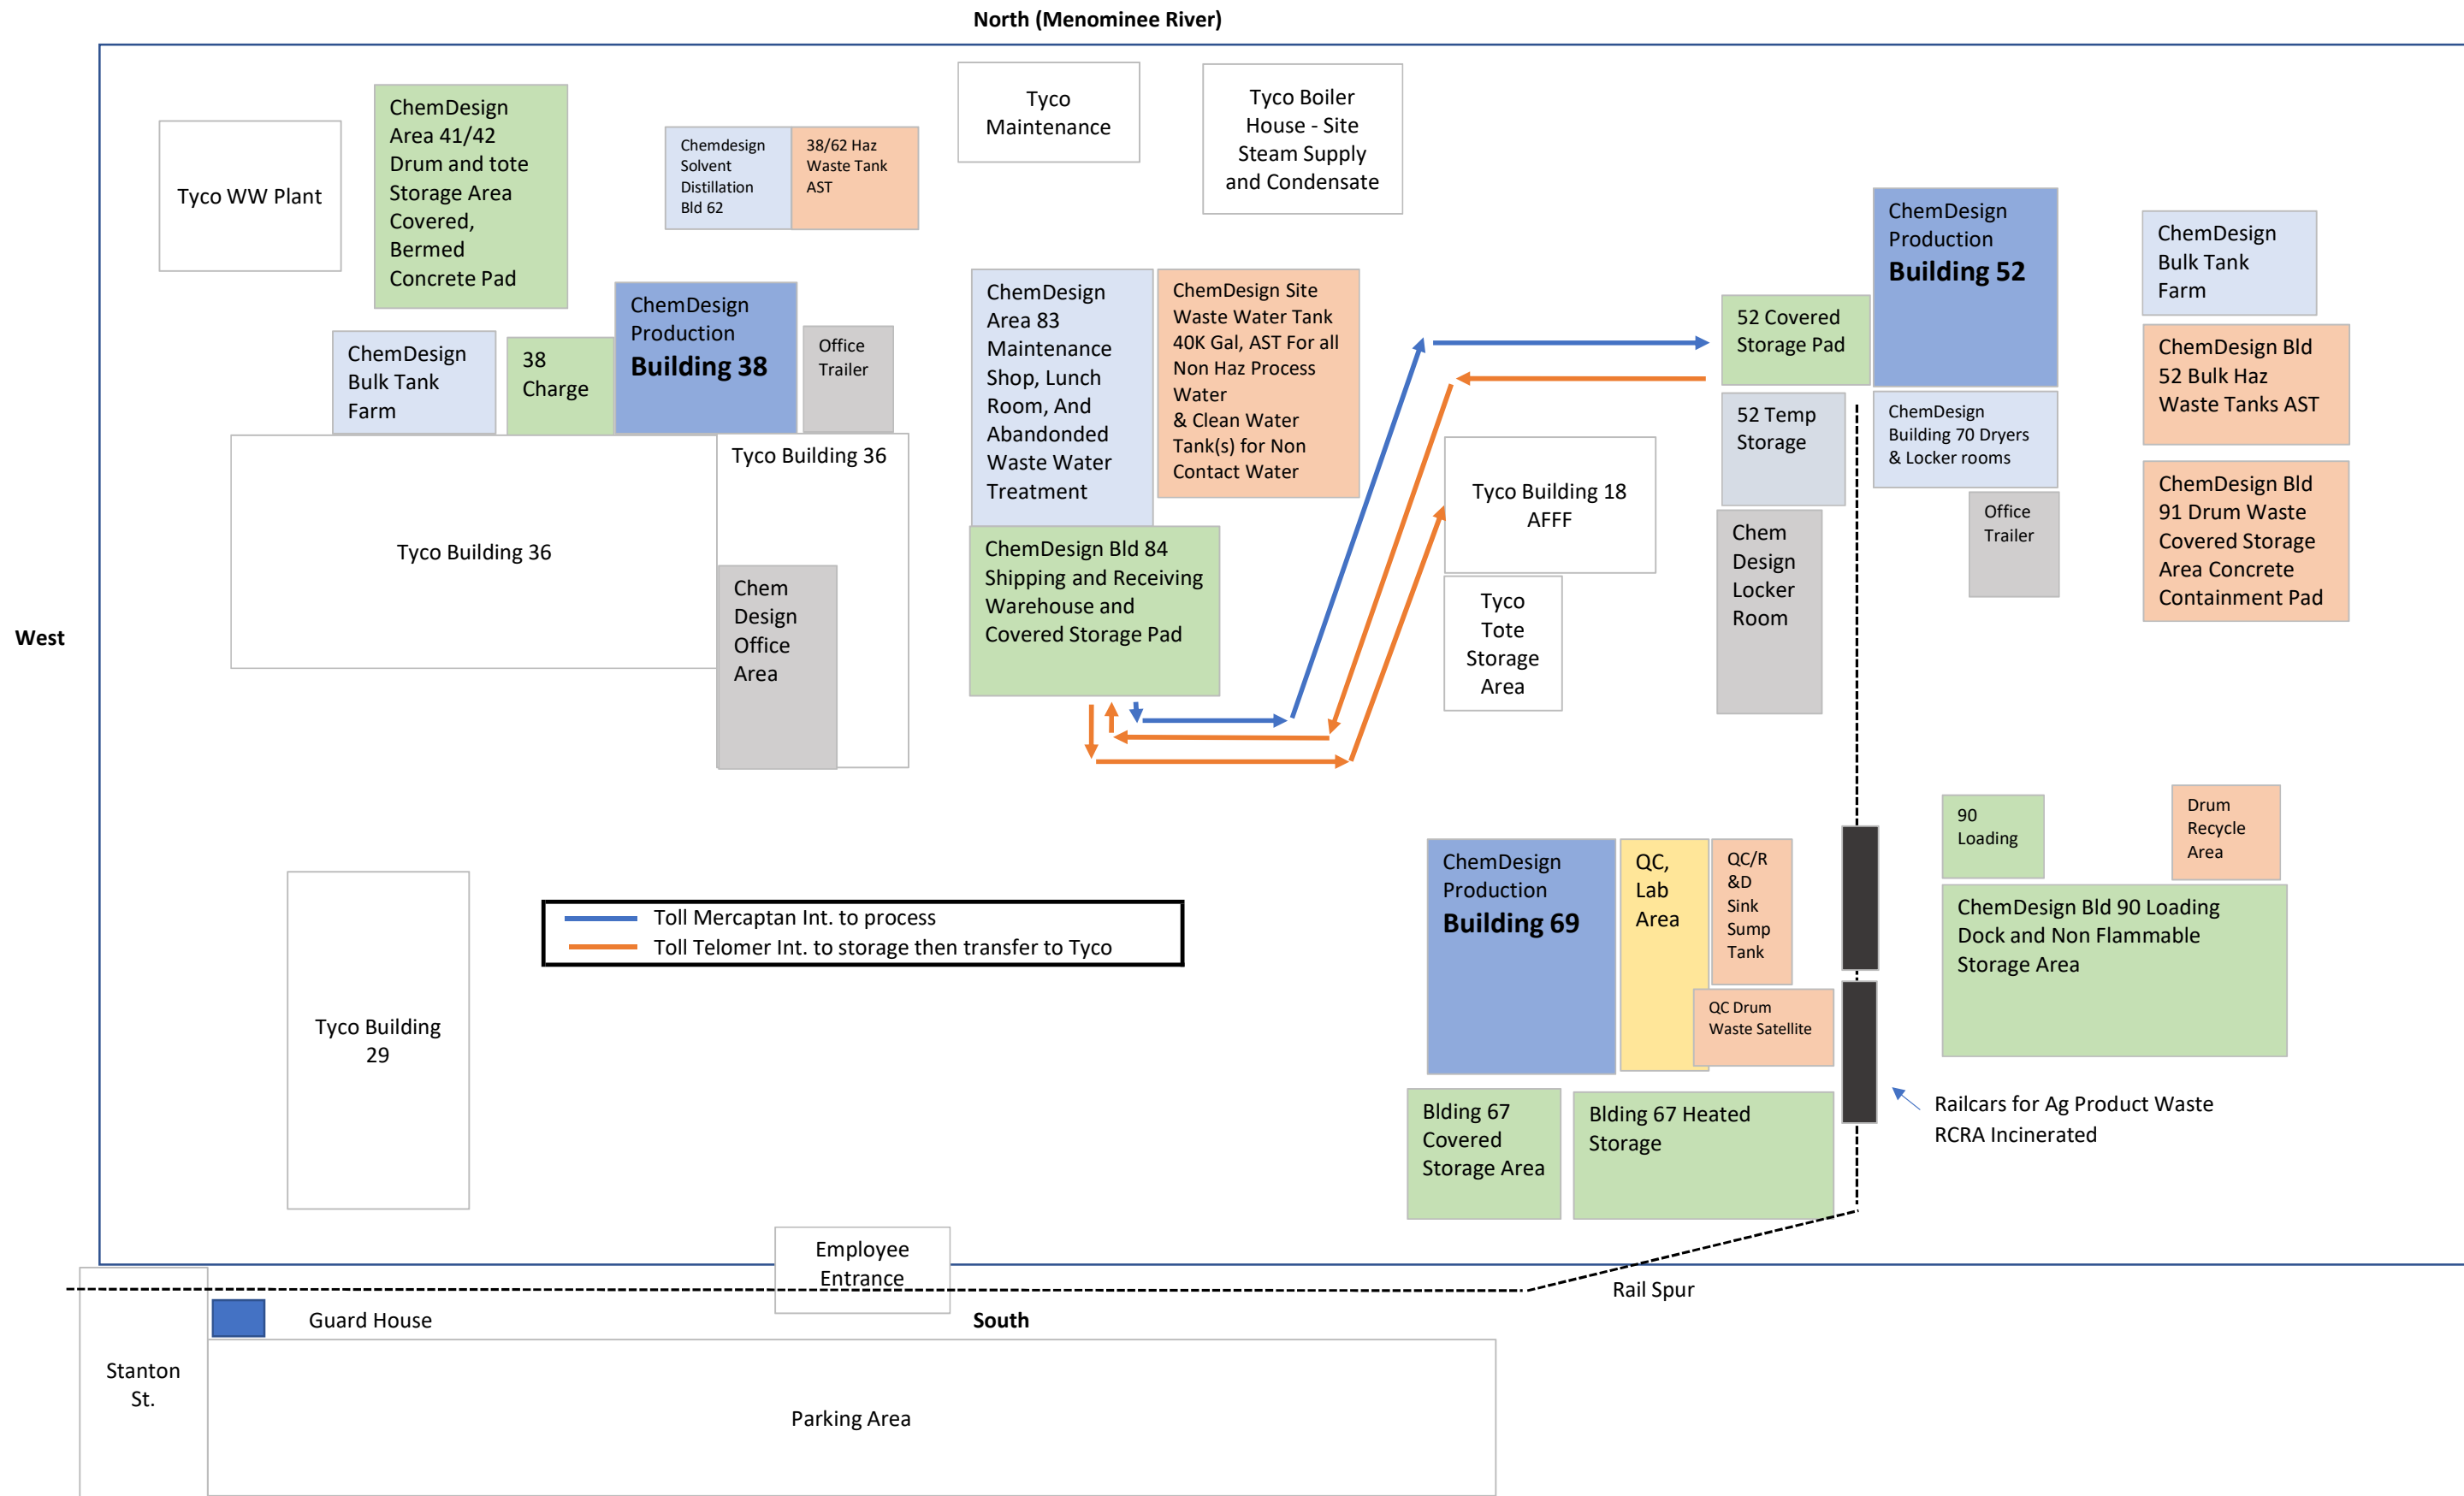 North (Menominee River)
Tyco WW Plant
ChemDesign
Area 41/42
Drum and tote
Storage Area
Covered,
Bermed
Concrete Pad
Chemdesign
Solvent
Distillation
Bld 62
38/62 Haz
Waste Tank
AST
Tyco
Maintenance
Tyco Boiler
House - Site
Steam Supply
and Condensate
ChemDesign
Production
Building 52
ChemDesign
Bulk Tank
Farm
ChemDesign
Bulk Tank
Farm
38
Charge
ChemDesign
Production
Building 38
Office
Trailer
ChemDesign
Area 83
Maintenance
Shop, Lunch
Room, And
Abandonded
Waste Water
Treatment
ChemDesign Site
Waste Water Tank
40K Gal, AST For all
Non Haz Process
Water
& Clean Water
Tank(s) for Non
Contact Water
52 Covered
Storage Pad
ChemDesign Bld
52 Bulk Haz
Waste Tanks AST
52 Temp
Storage
ChemDesign
Building 70 Dryers
& Locker rooms
Tyco Building 36
Tyco Building 36
Tyco Building 18
AFFF
ChemDesign Bld
91 Drum Waste
Covered Storage
Area Concrete
Containment Pad
Office
Trailer
Chem
Design
Locker
Room
ChemDesign Bld 84
Shipping and Receiving
Warehouse and
Covered Storage Pad
Chem
Design
Office
Area
Tyco
Tote
Storage
Area
West
90
Loading
Drum
Recycle
Area
ChemDesign
Production
Building 69
QC,
Lab
Area
QC/R
&D
Sink
Sump
Tank
QC Drum
Waste Satellite
ChemDesign Bld 90 Loading
Dock and Non Flammable
Storage Area
Toll Mercaptan Int. to process
Toll Telomer Int. to storage then transfer to Tyco
Tyco Building
29
Blding 67
Covered
Storage Area
Blding 67 Heated
Storage
Railcars for Ag Product Waste
RCRA Incinerated
Employee
Entrance
Rail Spur
Guard House
South
Stanton
St.
Parking Area